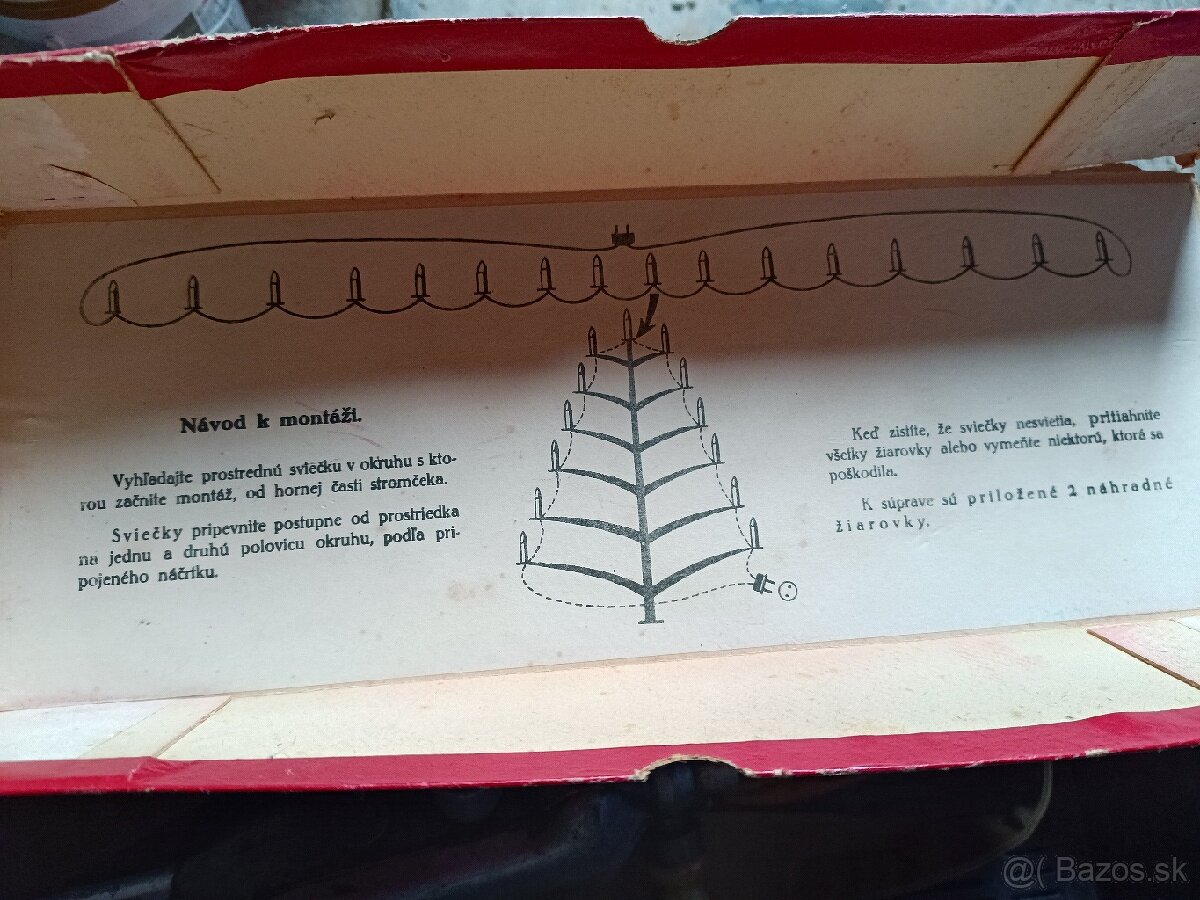 Návod k montáži.
Vyhľadajte prostrednú sviečku v okruhu s kto-
rou začnite montáž, od hornej časti stromčeka.
Sviečky pripevnite postupne od prostriedka
na jednu a druhú polovicu okruhu, podľa pri-
pojeného náčrtku.
Keď zistíte, že sviečky nesvietia, pritiahnite
všetky žiarovky alebo vymeňte niektorú, ktorá sa
poškodila.
K súprave sú priložené 2 náhradné
žiarovky.
@( Bazos.sk